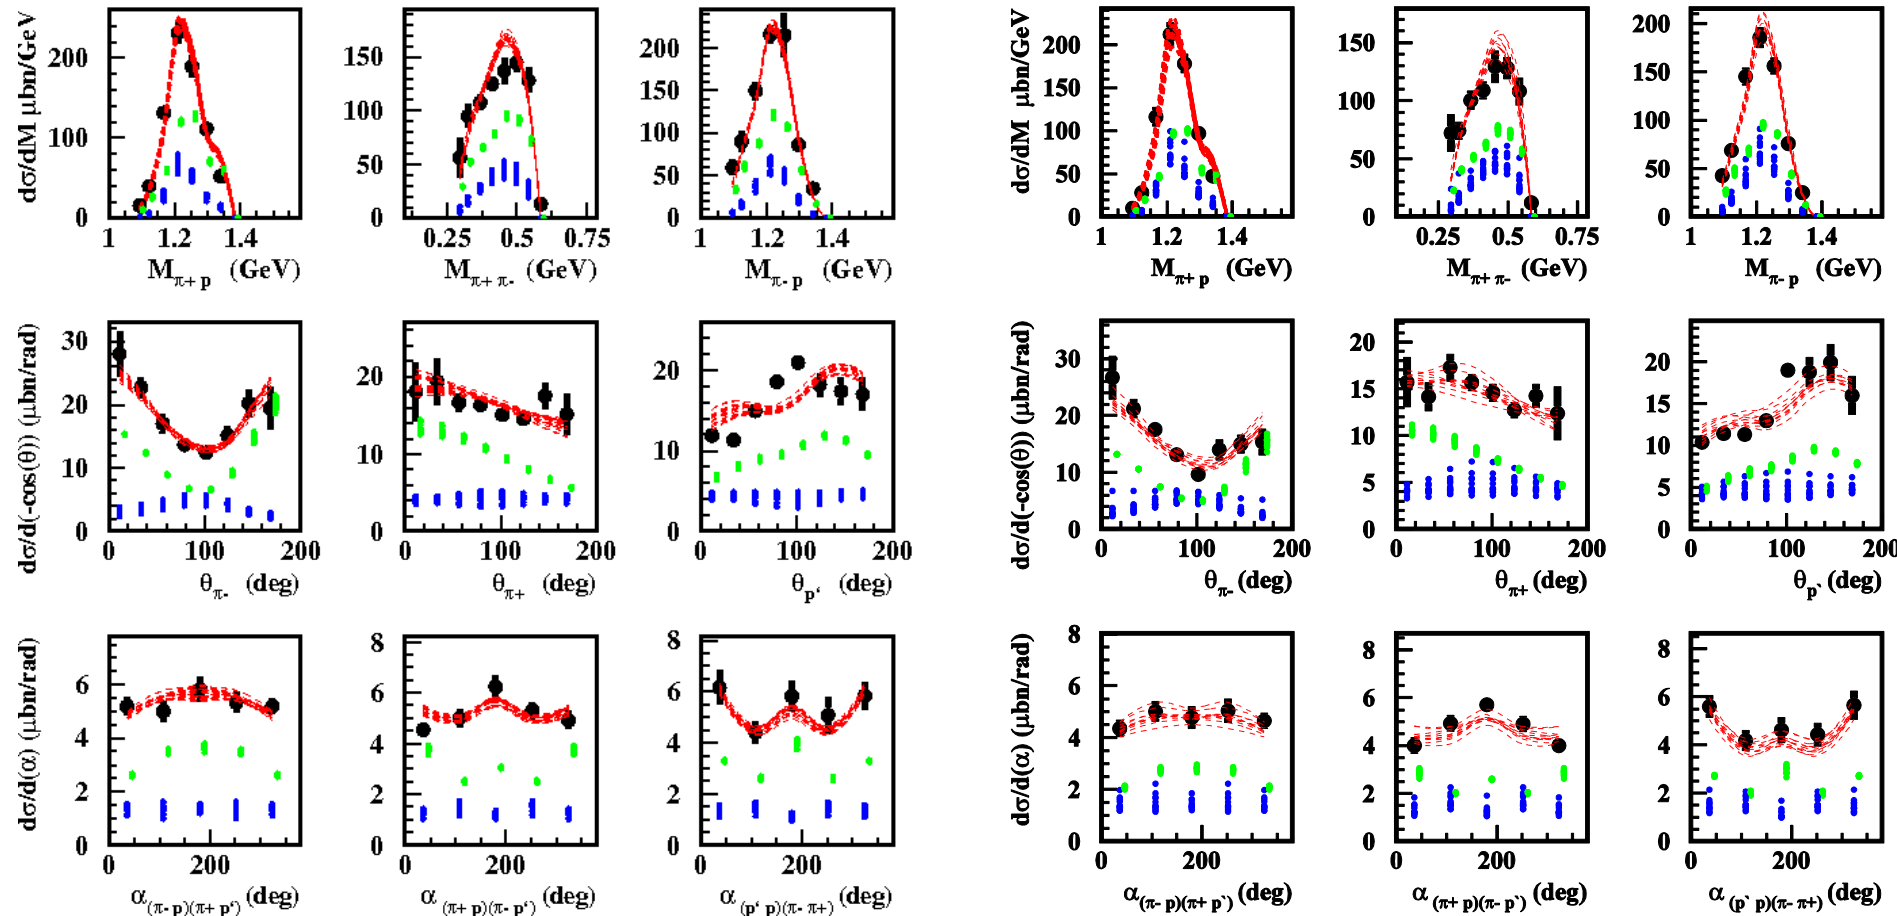 dσ/dM μbn/GeV
200
100
0
1 1.2 1.4
M π+ p (GeV)
150
100
50
0
0.25 0.5 0.75
M π+ π- (GeV)
200
150
100
50
0
1 1.2 1.4
M π- p (GeV)
dσ/dM μbn/GeV
200
150
100
50
0
1 1.2 1.4
M π+ p (GeV)
150
100
50
0
0.25 0.5 0.75
M π+ π- (GeV)
200
150
100
50
0
1 1.2 1.4
M π- p (GeV)
dσ/d(-cos(θ)) (μbn/rad)
30
20
10
0
0 100 200
θ π- (deg)
20
10
0
0 100 200
θ π+ (deg)
20
10
0
0 100 200
θ p‘ (deg)
dσ/d(-cos(θ)) (μbn/rad)
30
20
10
0
0 100 200
θ π- (deg)
20
15
10
5
0
0 100 200
θ π+ (deg)
20
15
10
5
0
0 100 200
θ p` (deg)
dσ/d(α) (μbn/rad)
8
6
4
2
0
0 200
α (π- p)(π+ p‘) (deg)
8
6
4
2
0
0 200
α (π+ p)(π- p‘) (deg)
8
6
4
2
0
0 200
α (p‘ p)(π- π+) (deg)
dσ/d(α) (μbn/rad)
8
6
4
2
0
0 200
α (π- p)(π+ p`) (deg)
8
6
4
2
0
0 200
α (π+ p)(π- p`) (deg)
8
6
4
2
0
0 200
α (p` p)(π- π+) (deg)